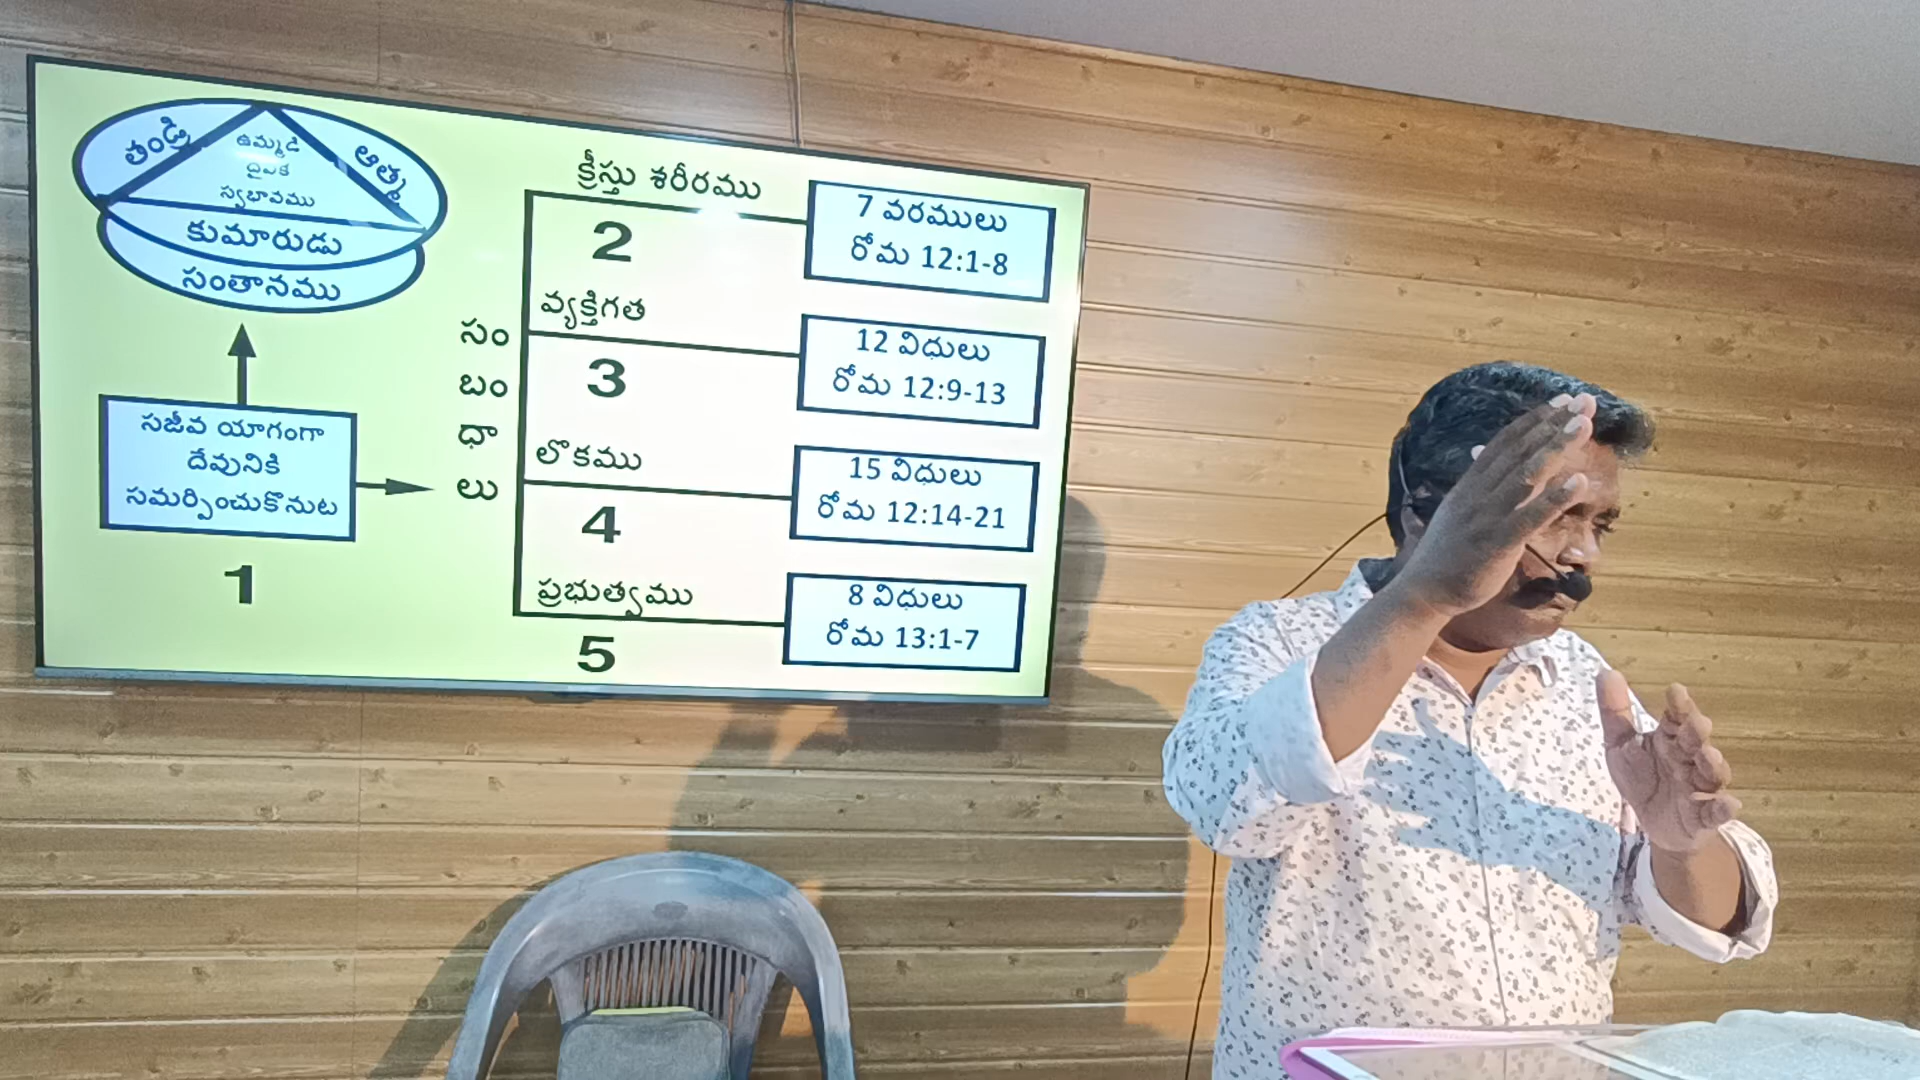 తండ్రి
ఆత్మ
ఉమ్మడి
దైవిక
స్వభావము
కుమారుడు
సంతానము
సజీవ యాగంగా
దేవునికి
సమర్పించుకొనుట
1
సం
బం
ధా
లు
క్రీస్తు శరీరము
2
7 వరములు
రోమ 12:1-8
వ్యక్తిగత
3
12 విధులు
రోమ 12:9-13
లొకము
4
15 విధులు
రోమ 12:14-21
ప్రభుత్వము
5
8 విధులు
రోమ 13:1-7